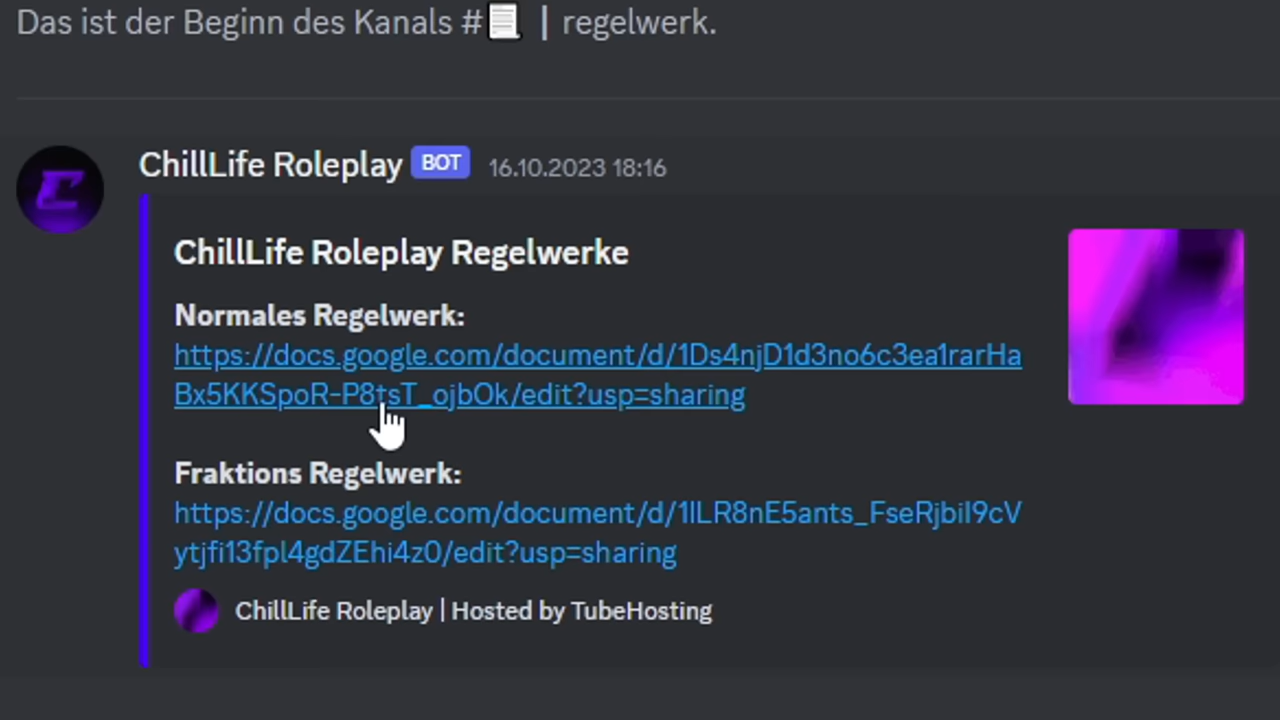 Das ist der Beginn des Kanals #📃 | regelwerk.
ChillLife Roleplay BOT 16.10.2023 18:16
ChillLife Roleplay Regelwerke
Normales Regelwerk:
https://docs.google.com/document/d/1Ds4njD1d3no6c3ea1rarHa
Bx5KKSpoR-P8tsT_ojbOk/edit?usp=sharing
Fraktions Regelwerk:
https://docs.google.com/document/d/1lLR8nE5ants_FseRjbil9cV
ytjfi13fpl4gdZEhi4z0/edit?usp=sharing
ChillLife Roleplay | Hosted by TubeHosting